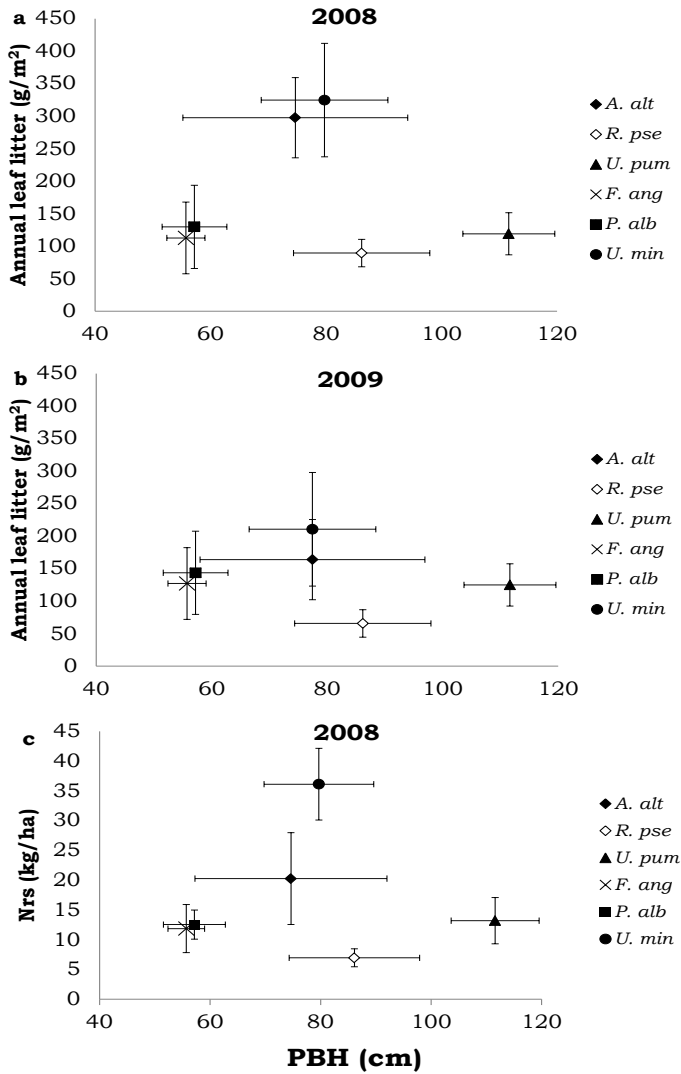 a
2008
Annual leaf litter (g/m²)
450
400
350
300
250
200
150
100
50
0
40
60
80
100
120
A. alt
R. pse
U. pum
F. ang
P. alb
U. min
b
2009
Annual leaf litter (g/m²)
450
400
350
300
250
200
150
100
50
0
40
60
80
100
120
A. alt
R. pse
U. pum
F. ang
P. alb
U. min
c
2008
Nrs (kg/ha)
45
40
35
30
25
20
15
10
5
0
40
60
80
100
120
A. alt
R. pse
U. pum
F. ang
P. alb
U. min
PBH (cm)